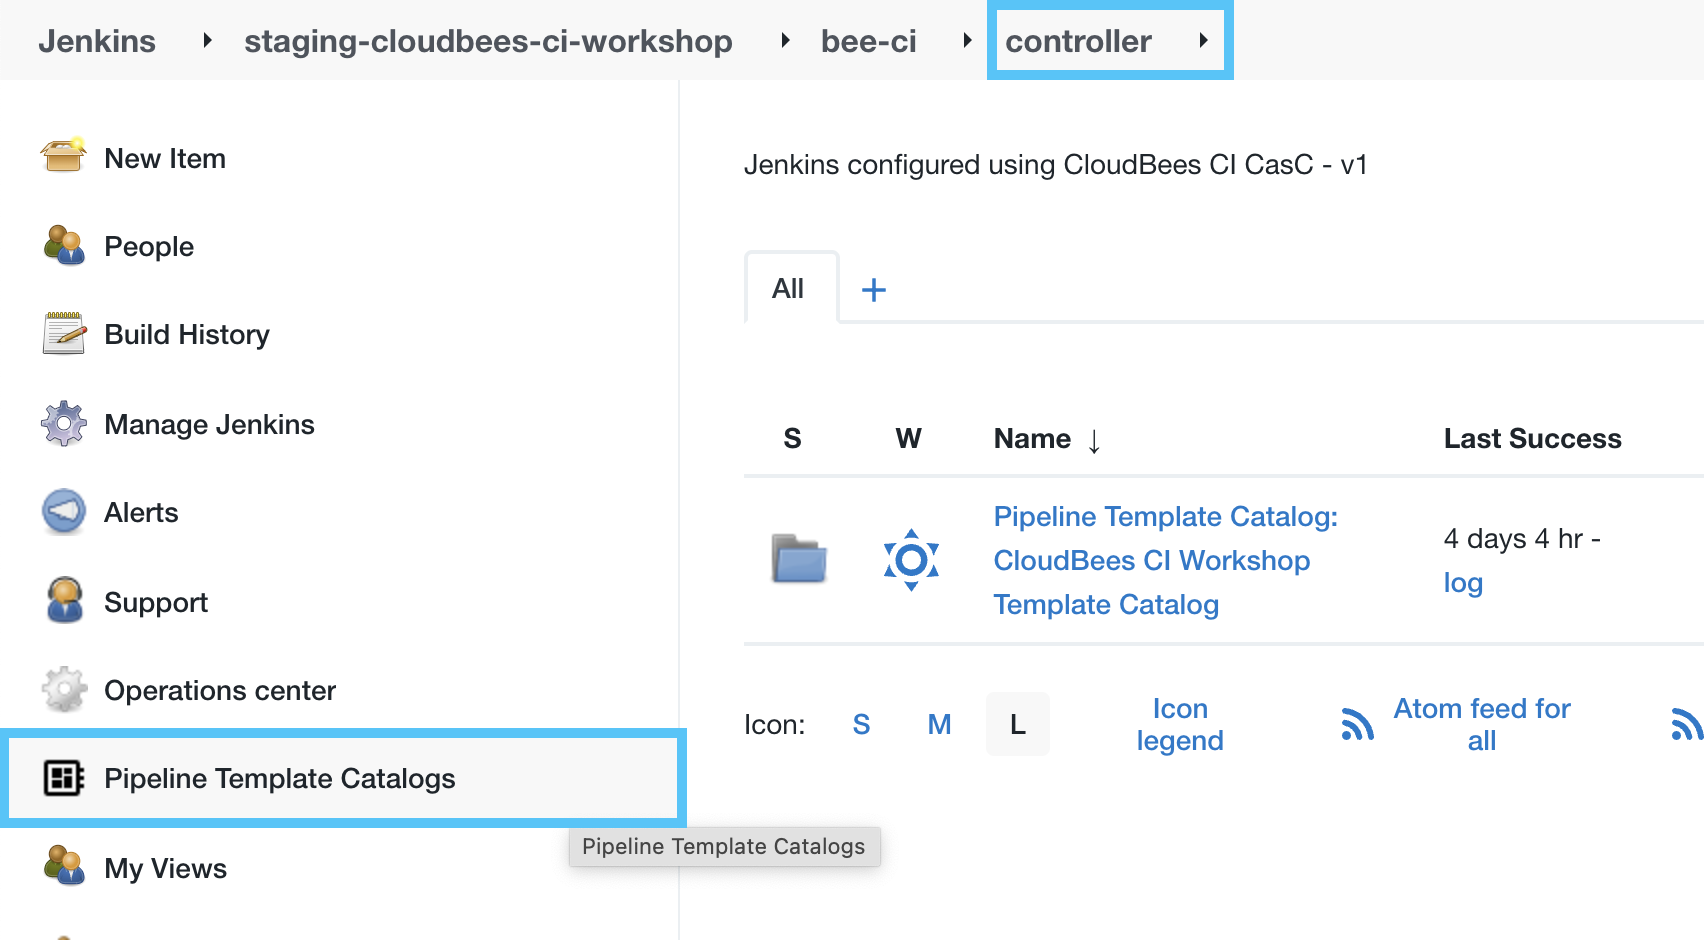 Jenkins staging-cloudbees-ci-workshop bee-ci controller
New Item
People
Build History
Manage Jenkins
Alerts
Support
Operations center
Pipeline Template Catalogs
Pipeline Template Catalogs
My Views
Jenkins configured using CloudBees CI CasC - v1
All +
S W Name ↓ Last Success
Pipeline Template Catalog:
CloudBees CI Workshop
Template Catalog
4 days 4 hr -
log
Icon: S M L
Icon
legend
Atom feed for
all